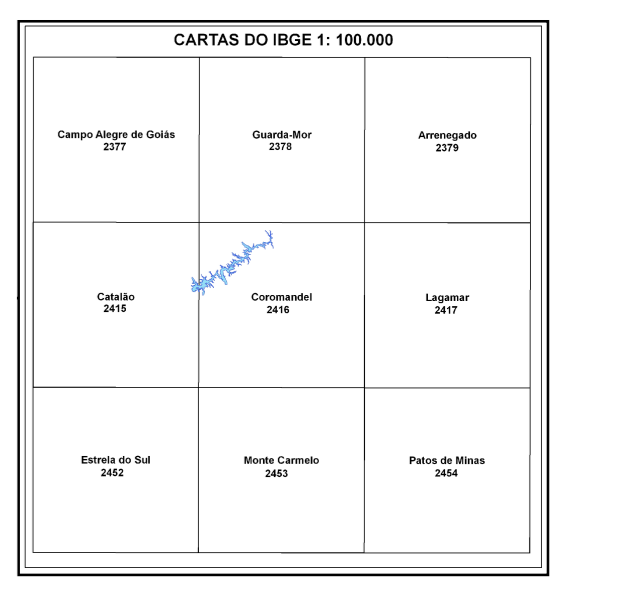 CARTAS DO IBGE 1: 100.000
Campo Alegre de Goiás
2377
Guarda-Mor
2378
Arrenegado
2379
Catalão
2415
Coromandel
2416
Lagamar
2417
Estrela do Sul
2452
Monte Carmelo
2453
Patos de Minas
2454